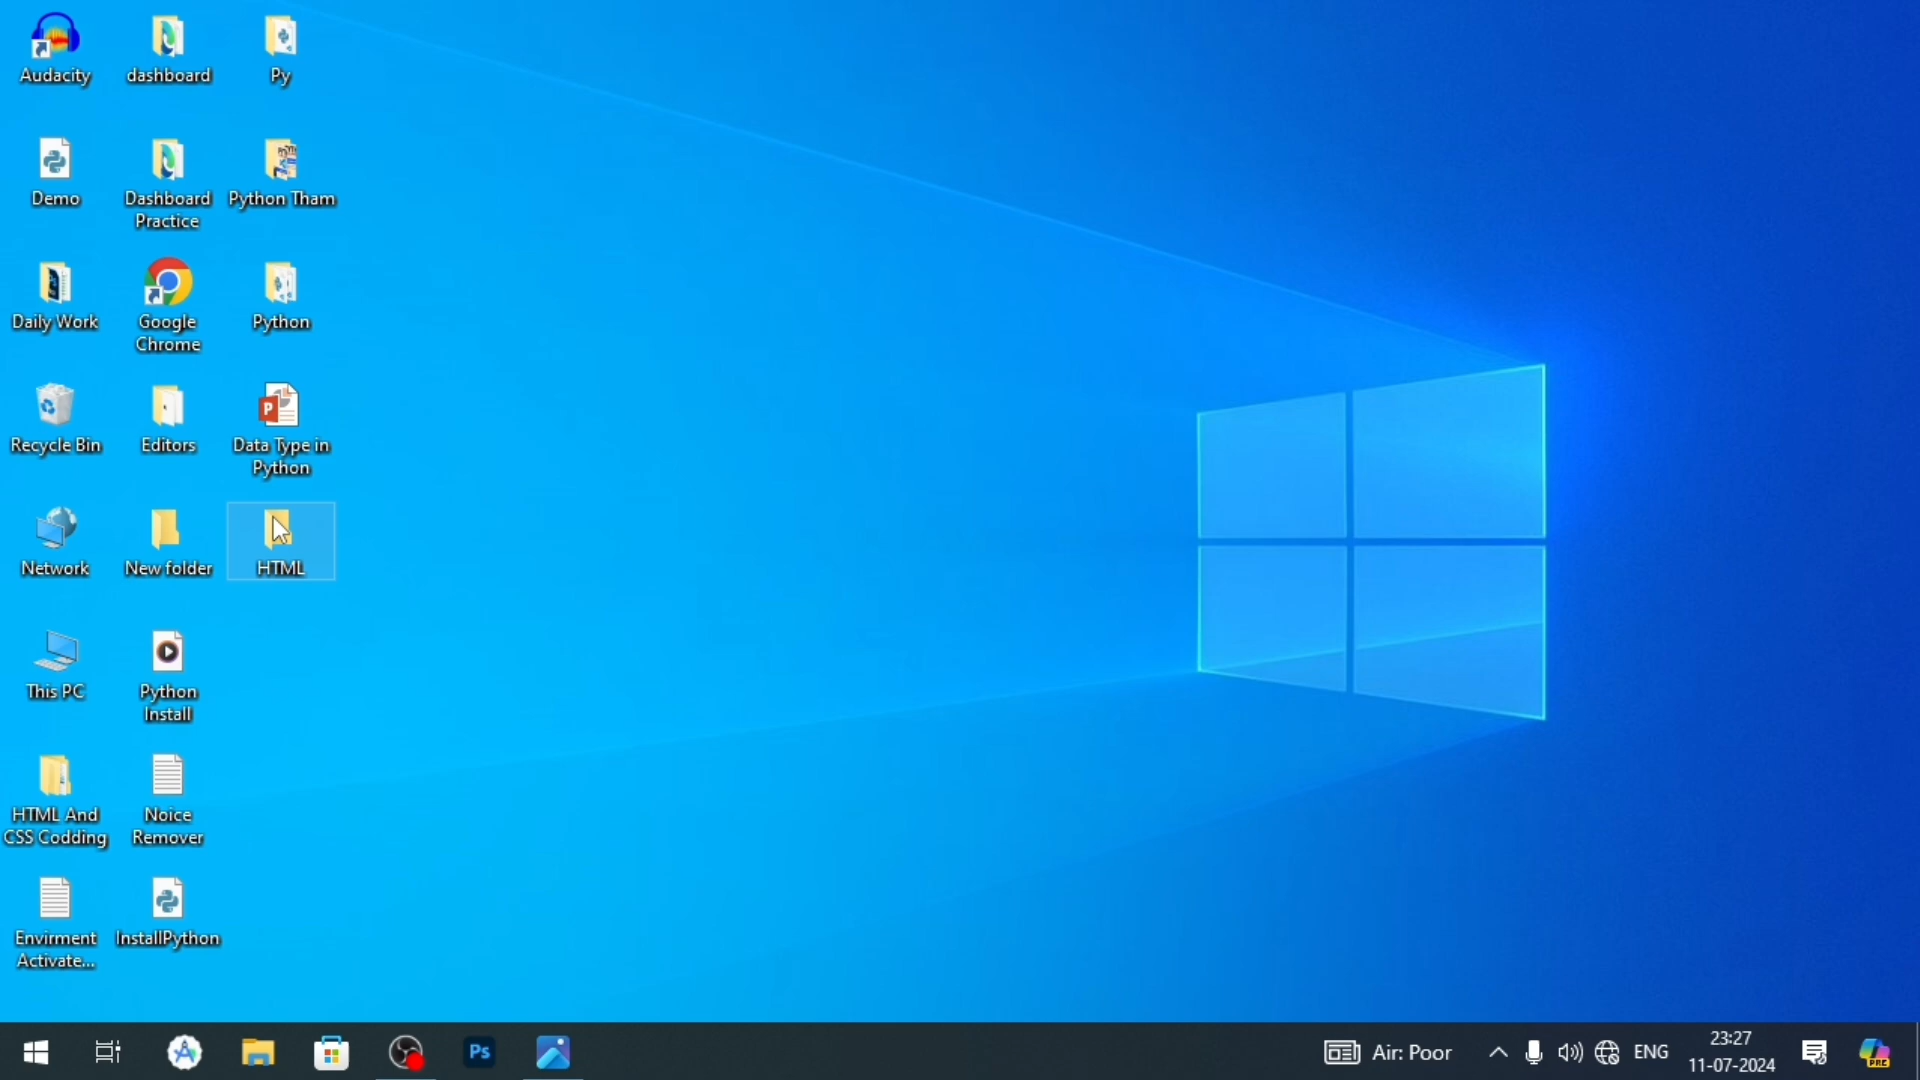 Audacity
dashboard
Py
Demo
Dashboard
Practice
Python Tham
Daily Work
Google
Chrome
Python
Recycle Bin
Editors
Data Type in
Python
Network
New folder
HTML
This PC
Python
Install
HTML And
CSS Codding
Noice
Remover
Envirment
Activate...
InstallPython
Ps
Air: Poor
ENG
23:27
11-07-2024
PRE